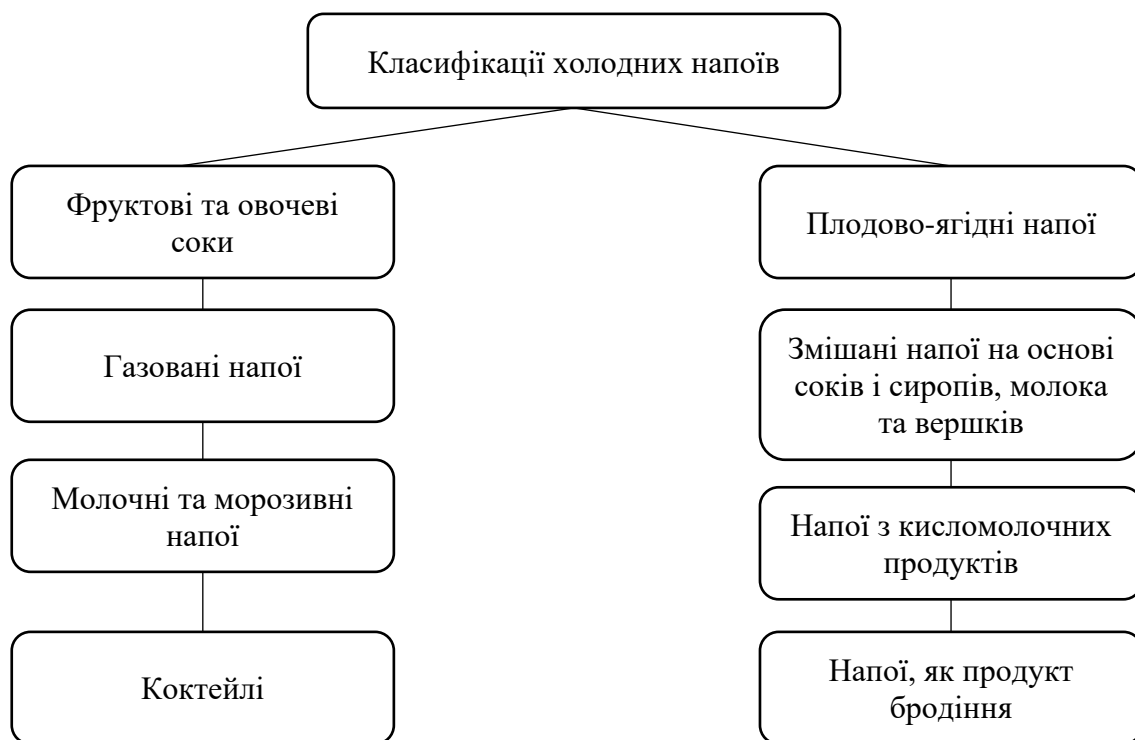 Класифікації холодних напоїв
Фруктові та овочеві
соки
Газовані напої
Молочні та морозивні
напої
Коктейлі
Плодово-ягідні напої
Змішані напої на основі
соків і сиропів, молока
та вершків
Напої з кисломолочних
продуктів
Напої, як продукт
бродіння